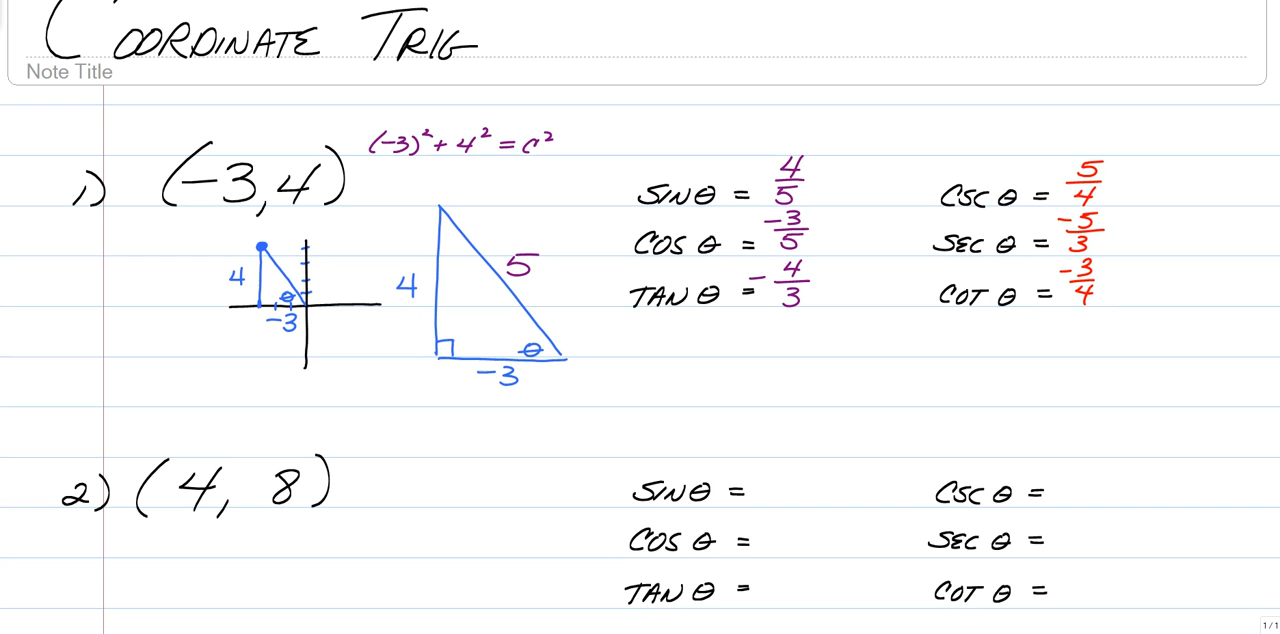 COORDINATE TRIG
Note Title
1) (-3,4) (-3)² + 4² = c²
SIN θ = 4/5 CSC θ = 5/4
COS θ = -3/5 SEC θ = -5/3
TAN θ = -4/3 COT θ = -3/4
4 θ -3
4 5 θ -3
2) (4, 8)
SIN θ = CSC θ =
COS θ = SEC θ =
TAN θ = COT θ =
1/1